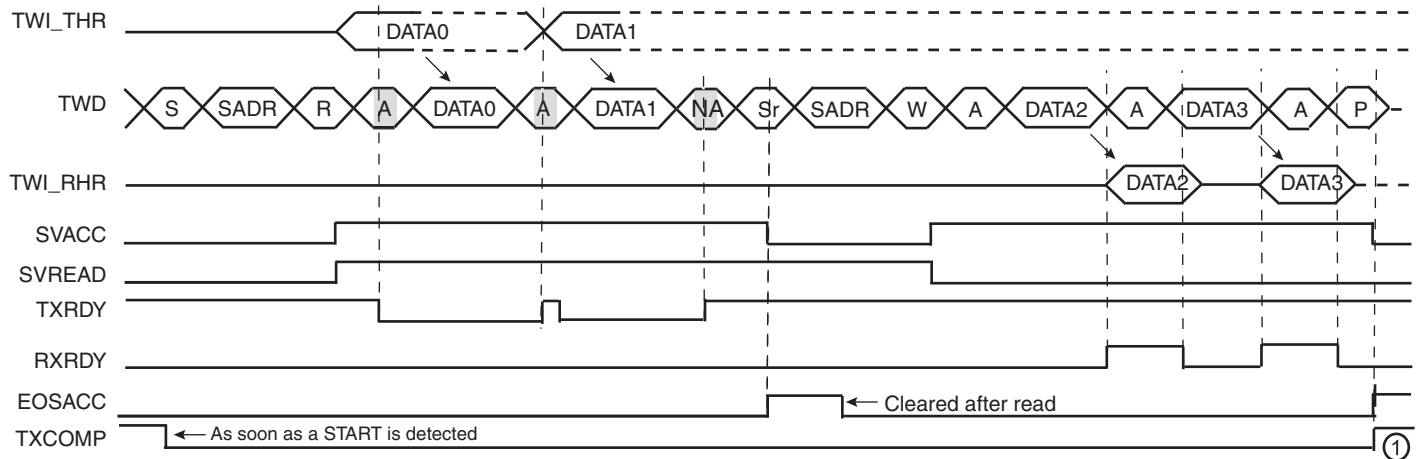 TWI_THR DATA0 DATA1
TWD S SADR R A DATA0 A DATA1 NA Sr SADR W A DATA2 A DATA3 A P
TWI_RHR DATA2 DATA3
SVACC
SVREAD
TXRDY
RXRDY
EOSACC Cleared after read
TXCOMP As soon as a START is detected 1